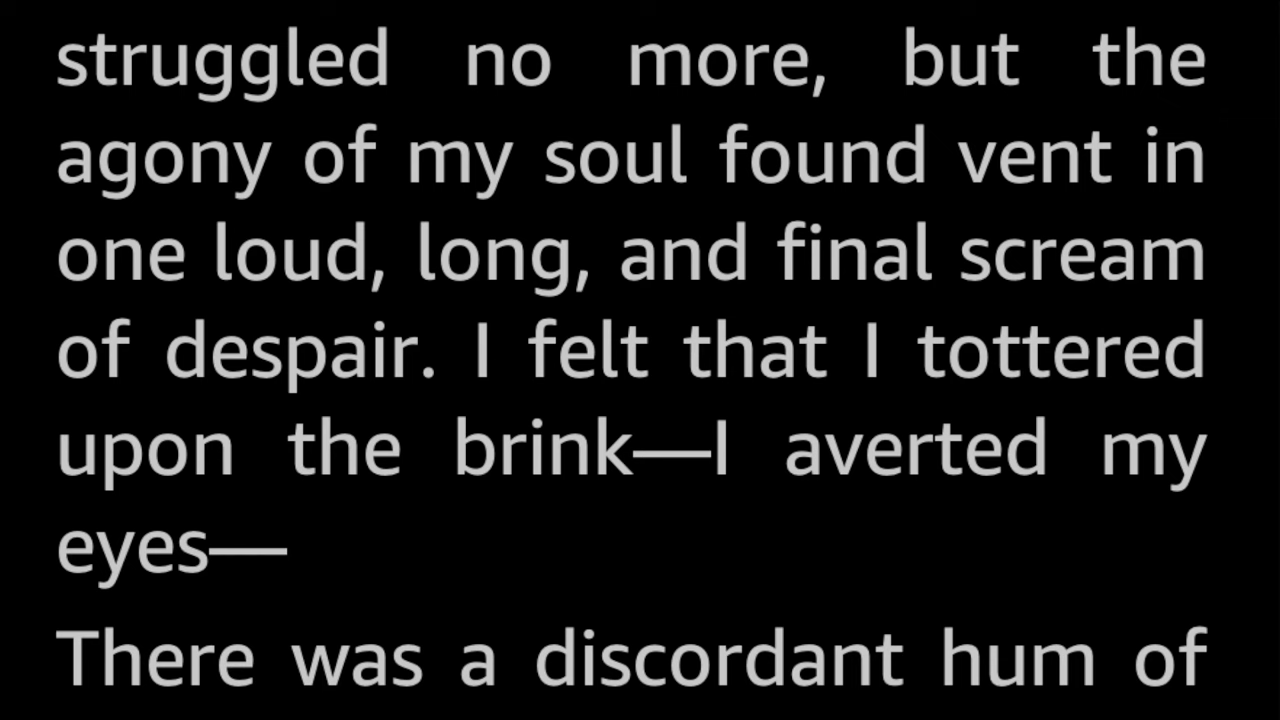 struggled no more, but the
agony of my soul found vent in
one loud, long, and final scream
of despair. I felt that I tottered
upon the brink—I averted my
eyes—
There was a discordant hum of